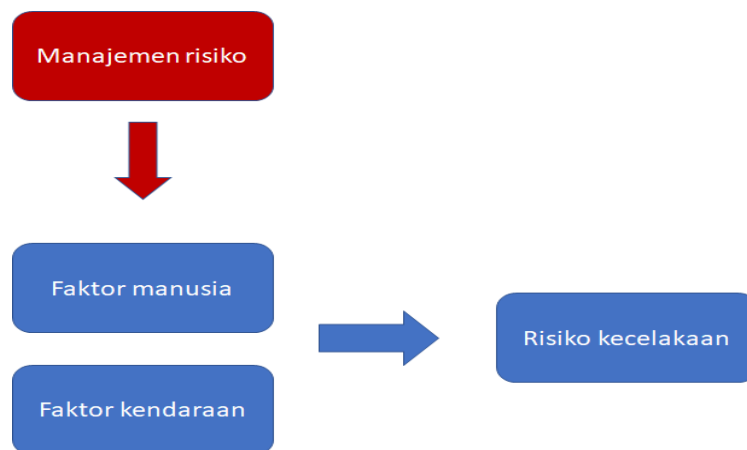 Manajemen risiko
Faktor manusia
Risiko kecelakaan
Faktor kendaraan